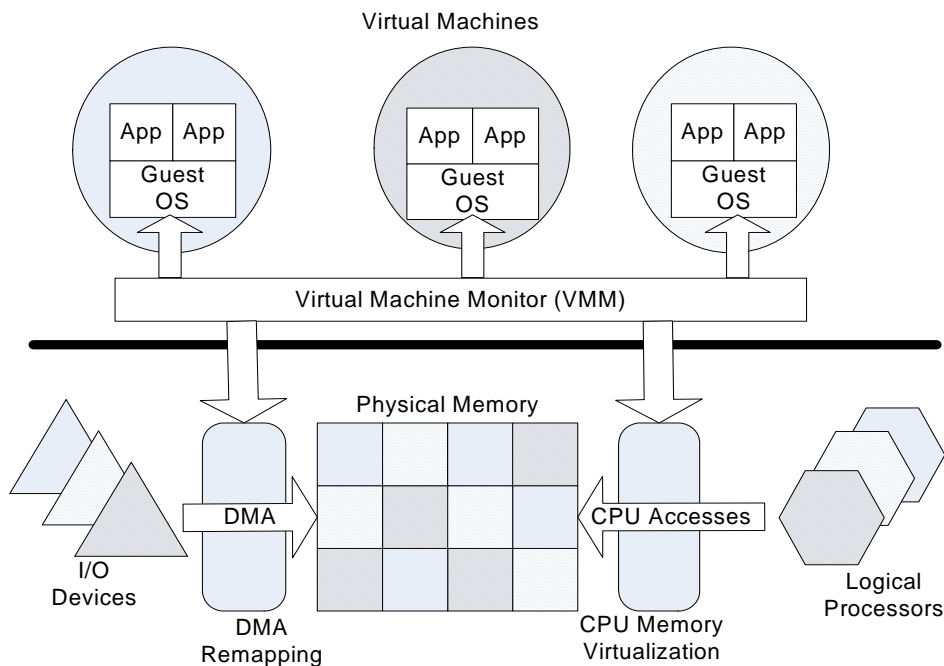 Virtual Machines
App App
Guest
OS
App App
Guest
OS
App App
Guest
OS
Virtual Machine Monitor (VMM)
Physical Memory
DMA
CPU Accesses
I/O
Devices
DMA
Remapping
CPU Memory
Virtualization
Logical
Processors